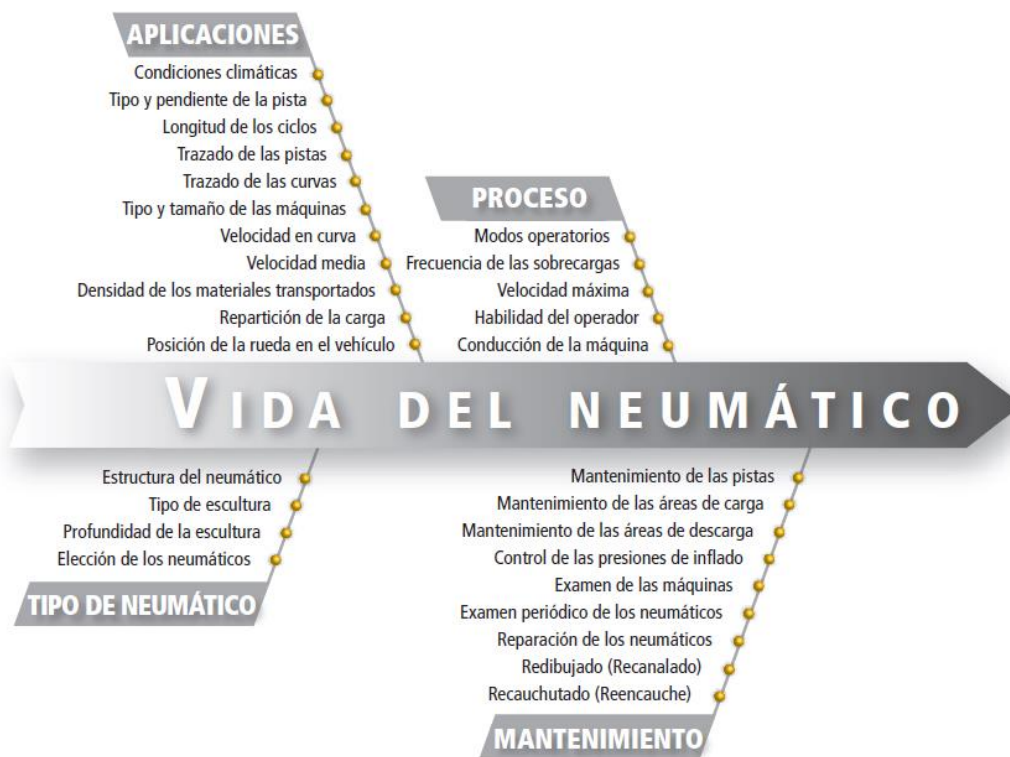 APLICACIONES
Condiciones climáticas
Tipo y pendiente de la pista
Longitud de los ciclos
Trazado de las pistas
Trazado de las curvas
Tipo y tamaño de las máquinas
Velocidad en curva
Velocidad media
Densidad de los materiales transportados
Repartición de la carga
Posición de la rueda en el vehículo
PROCESO
Modos operatorios
Frecuencia de las sobrecargas
Velocidad máxima
Habilidad del operador
Conducción de la máquina
VIDA DEL NEUMÁTICO
Estructura del neumático
Tipo de escultura
Profundidad de la escultura
Elección de los neumáticos
TIPO DE NEUMÁTICO
Mantenimiento de las pistas
Mantenimiento de las áreas de carga
Mantenimiento de las áreas de descarga
Control de las presiones de inflado
Examen de las máquinas
Examen periódico de los neumáticos
Reparación de los neumáticos
Redibujado (Recanalado)
Recauchutado (Reencauche)
MANTENIMIENTO